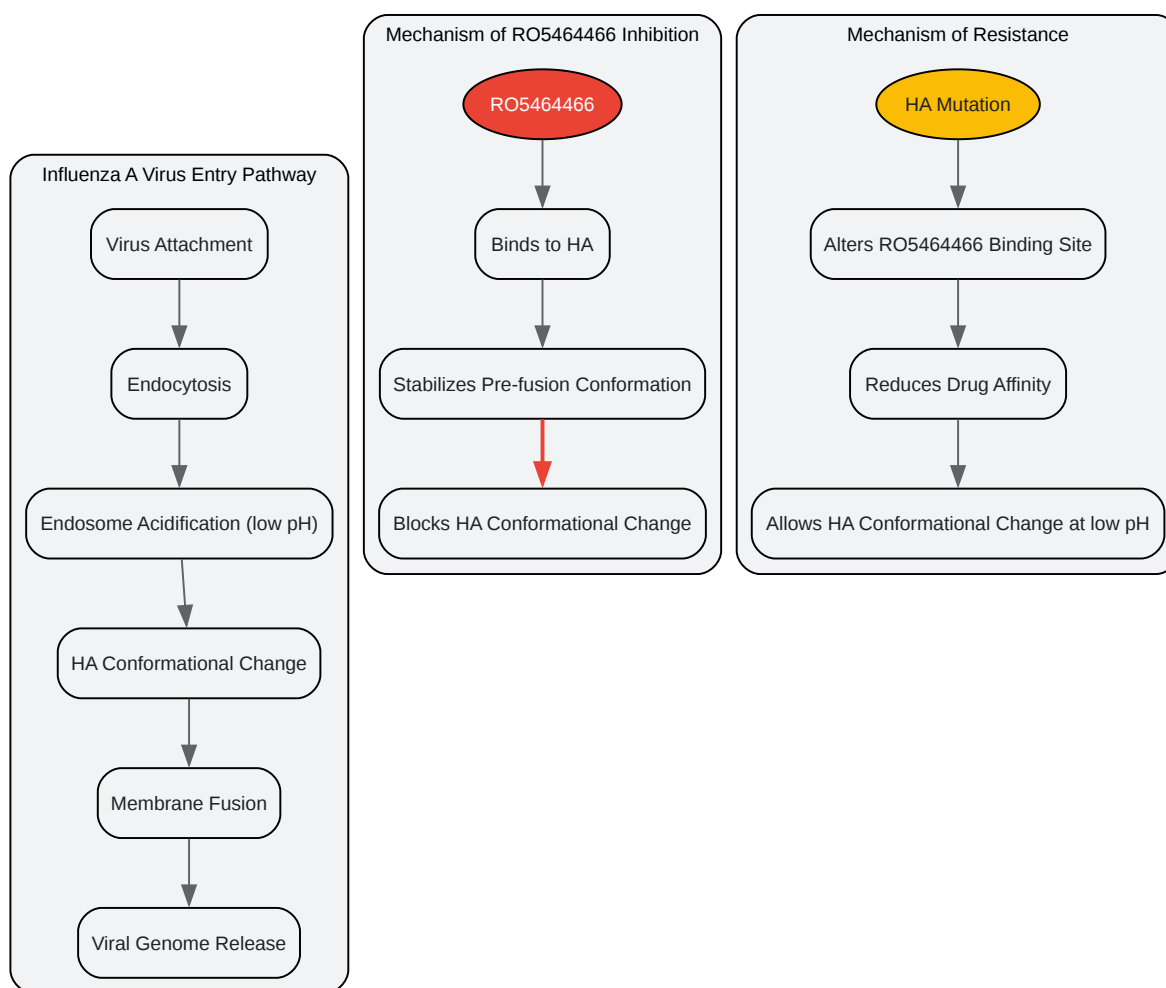 Influenza A Virus Entry Pathway
Virus Attachment
Endocytosis
Endosome Acidification (low pH)
HA Conformational Change
Membrane Fusion
Viral Genome Release
Mechanism of RO5464466 Inhibition
RO5464466
Binds to HA
Stabilizes Pre-fusion Conformation
Blocks HA Conformational Change
Mechanism of Resistance
HA Mutation
Alters RO5464466 Binding Site
Reduces Drug Affinity
Allows HA Conformational Change at low pH